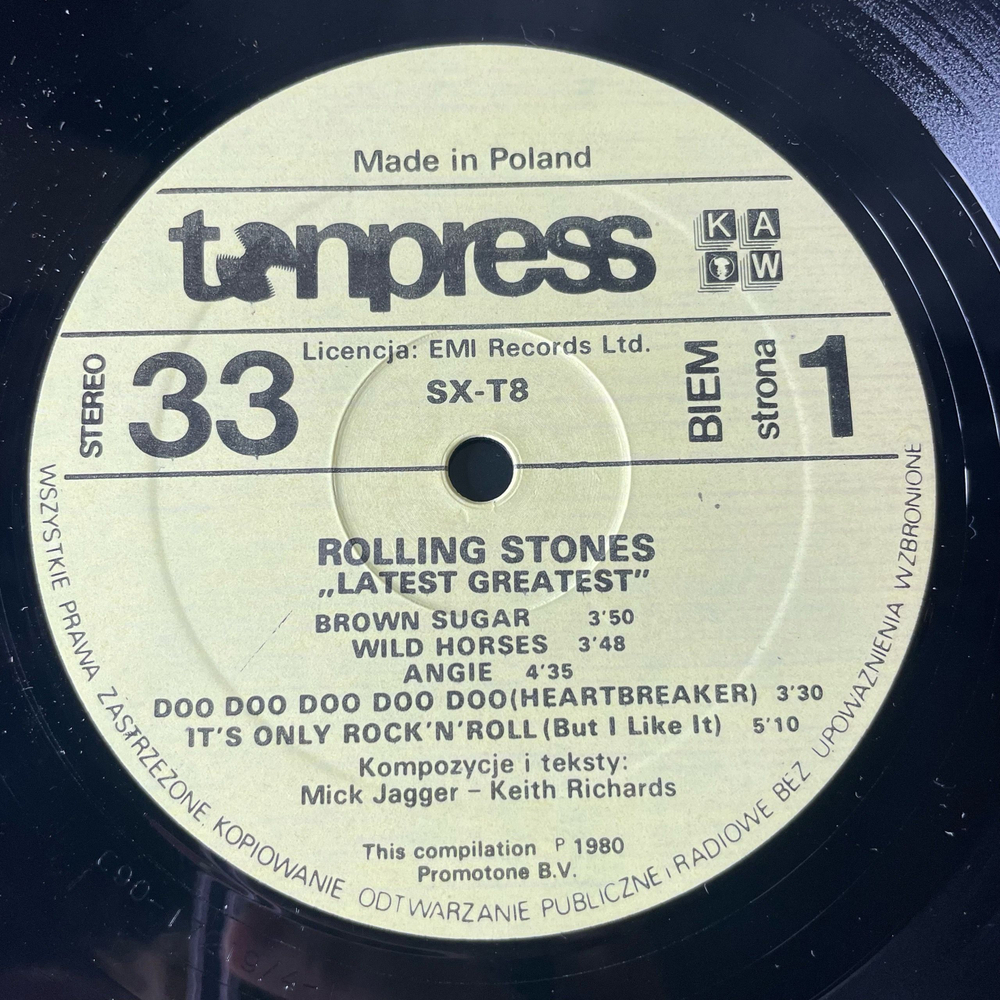 Made in Poland
tonpress
K A
W
Licencja: EMI Records Ltd.
STEREO
33
SX-T8
BIEM
strona
1
ROLLING STONES
„LATEST GREATEST”
BROWN SUGAR 3'50
WILD HORSES 3'48
ANGIE 4'35
DOO DOO DOO DOO DOO(HEARTBREAKER) 3'30
IT'S ONLY ROCK'N'ROLL (But I Like It) 5'10
Kompozycje i teksty:
Mick Jagger – Keith Richards
This compilation P 1980
Promotone B.V.
WSZYSTKIE PRAWA ZASTRZEŻONE. KOPIOWANIE ODTWARZANIE PUBLICZNE i RADIOWE BEZ UPOWAŻNIENIA WZBRONIONE